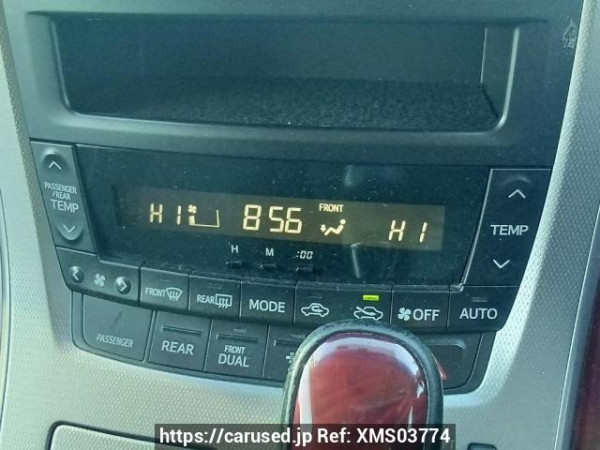 PASSENGER
/REAR
TEMP
HI
8:56
FRONT
HI
H
M
:00
TEMP
FRONT
REAR
MODE
OFF
AUTO
PASSENGER
REAR
FRONT
DUAL
https://carused.jp Ref: XMS03774